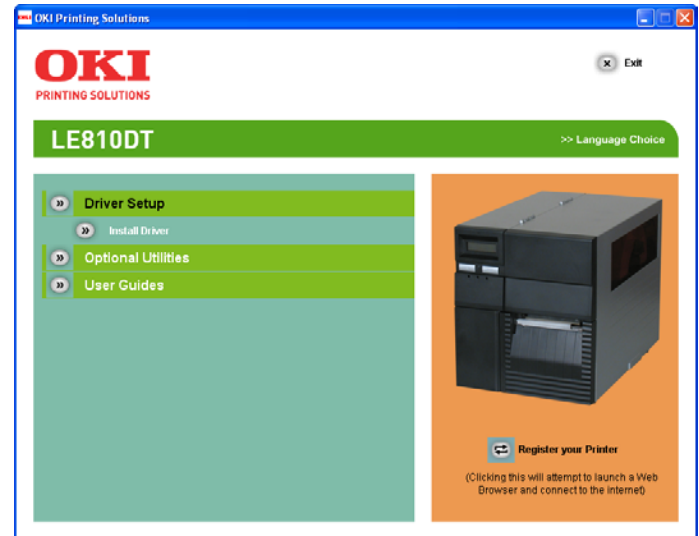 OKI Printing Solutions
OKI
PRINTING SOLUTIONS
Exit
LE810DT
>> Language Choice
Driver Setup
Install Driver
Optional Utilities
User Guides
Register your Printer
(Clicking this will attempt to launch a Web
Browser and connect to the internet)